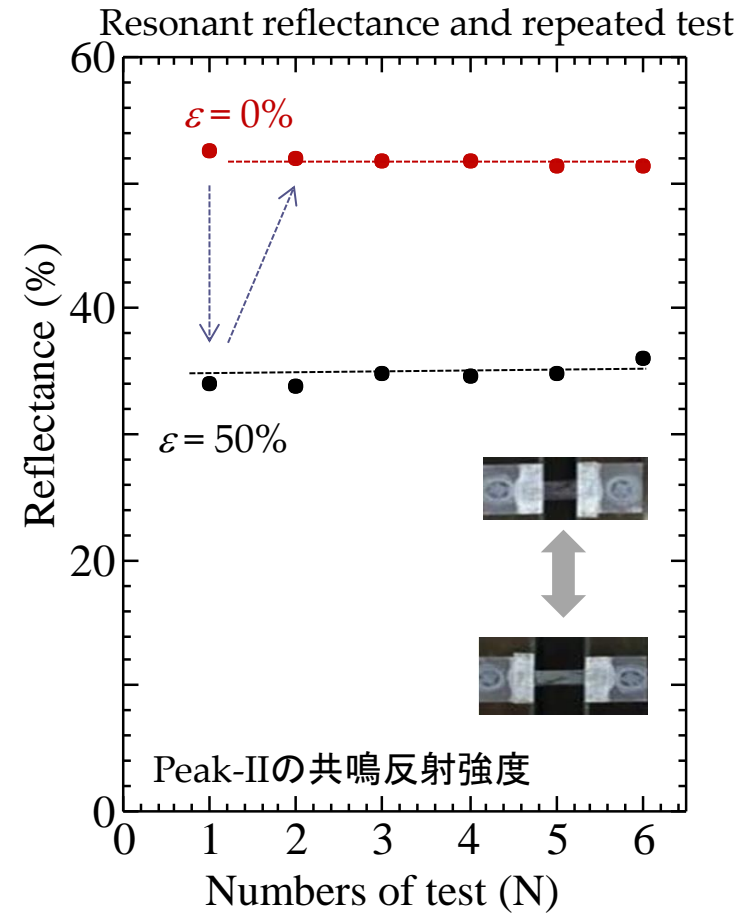 Resonant reflectance and repeated test
60
40
20
0
Reflectance (%)
ε = 0%
ε = 50%
Peak-IIの共鳴反射強度
0 1 2 3 4 5 6
Numbers of test (N)